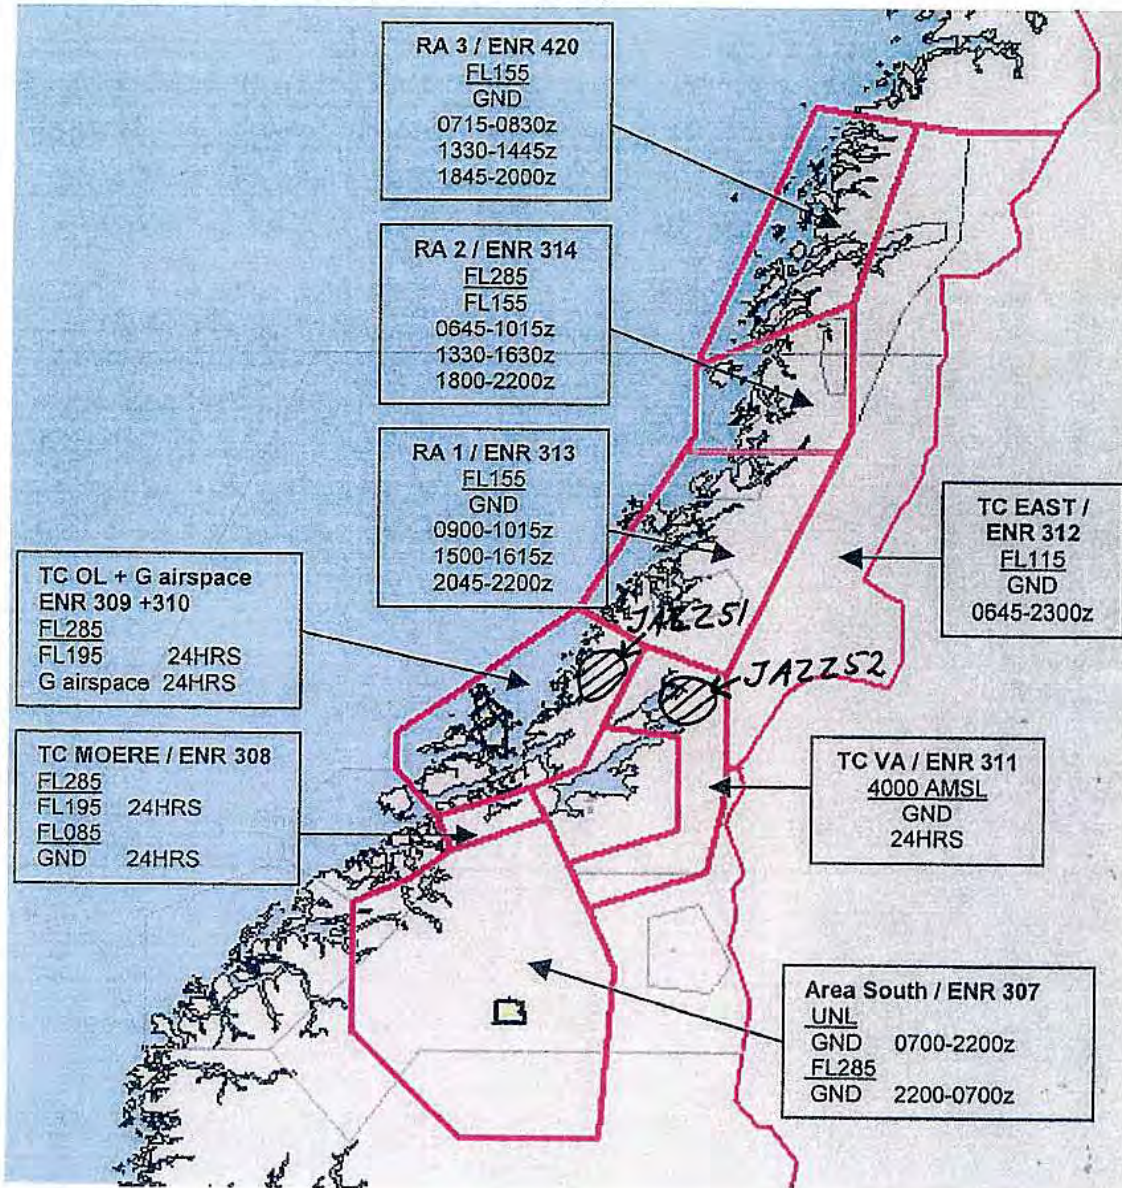 RA 3 / ENR 420
FL155
GND
0715-0830z
1330-1445z
1845-2000z
RA 2 / ENR 314
FL285
FL155
0645-1015z
1330-1630z
1800-2200z
RA 1 / ENR 313
FL155
GND
0900-1015z
1500-1615z
2045-2200z
TC EAST /
ENR 312
FL115
GND
0645-2300z
TC OL + G airspace
ENR 309 +310
FL285
FL195 24HRS
G airspace 24HRS
JAZZ51
JAZZ52
TC MOERE / ENR 308
FL285
FL195 24HRS
FL085
GND 24HRS
TC VA / ENR 311
4000 AMSL
GND
24HRS
Area South / ENR 307
UNL
GND 0700-2200z
FL285
GND 2200-0700z